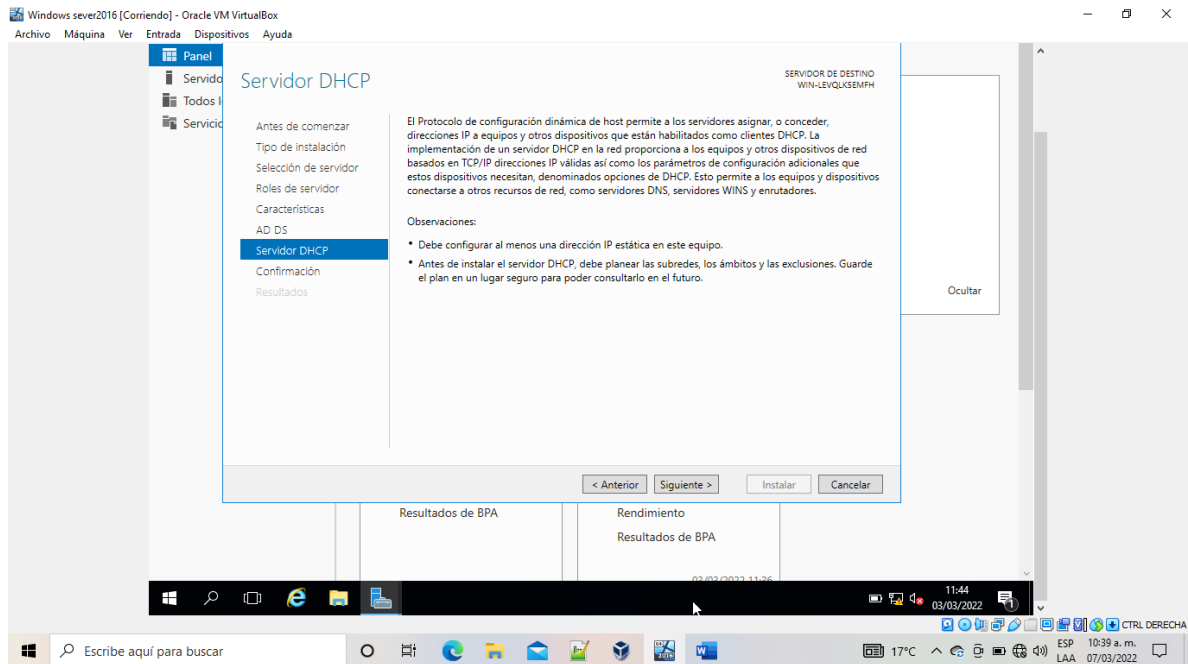 Windows sever2016 [Corriendo] - Oracle VM VirtualBox
Archivo Máquina Ver Entrada Dispositivos Ayuda
Panel
Servido
Todos l
Servicio
Servidor DHCP
SERVIDOR DE DESTINO
WIN-LEVQLKSEMFH
Antes de comenzar
Tipo de instalación
Selección de servidor
Roles de servidor
Características
AD DS
Servidor DHCP
Confirmación
Resultados
El Protocolo de configuración dinámica de host permite a los servidores asignar, o conceder,
direcciones IP a equipos y otros dispositivos que están habilitados como clientes DHCP. La
implementación de un servidor DHCP en la red proporciona a los equipos y otros dispositivos de red
basados en TCP/IP direcciones IP válidas así como los parámetros de configuración adicionales que
estos dispositivos necesitan, denominados opciones de DHCP. Esto permite a los equipos y dispositivos
conectarse a otros recursos de red, como servidores DNS, servidores WINS y enrutadores.
Observaciones:
• Debe configurar al menos una dirección IP estática en este equipo.
• Antes de instalar el servidor DHCP, debe planear las subredes, los ámbitos y las exclusiones. Guarde
el plan en un lugar seguro para poder consultarlo en el futuro.
Ocultar
< Anterior Siguiente > Instalar Cancelar
Resultados de BPA
Rendimiento
Resultados de BPA
03/03/2022 11:36
11:44
03/03/2022
1
CTRL DERECHA
Escribe aquí para buscar
2016
17°C
ESP
LAA
10:39 a. m.
07/03/2022